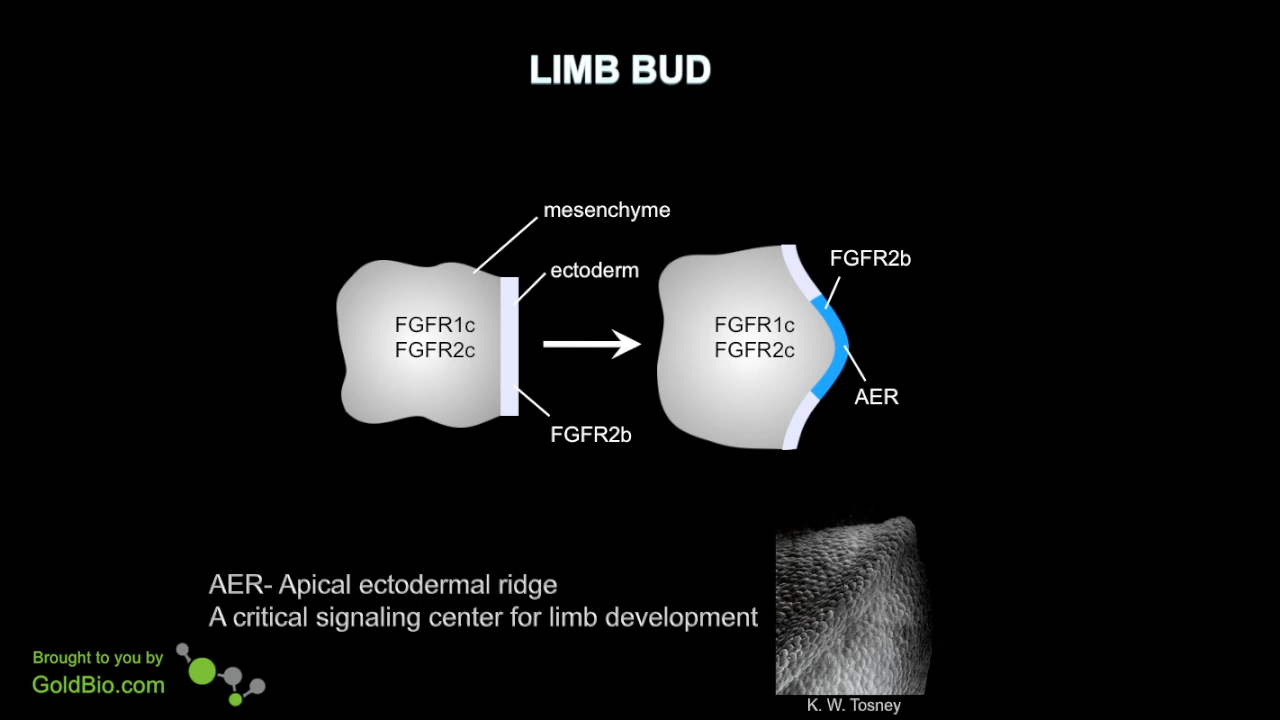 LIMB BUD
mesenchyme
ectoderm
FGFR1c
FGFR2c
FGFR2b
FGFR2b
FGFR1c
FGFR2c
AER
AER- Apical ectodermal ridge
A critical signaling center for limb development
Brought to you by
GoldBio.com
K. W. Tosney